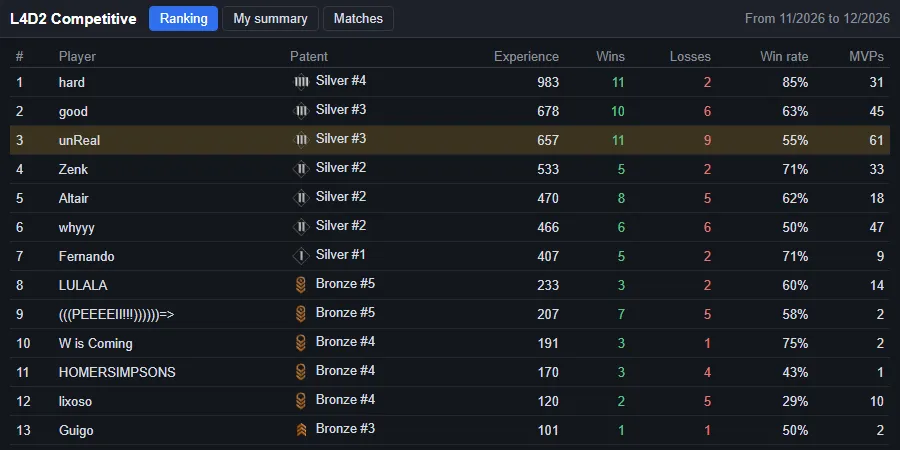 L4D2 Competitive Ranking My summary Matches From 11/2026 to 12/2026
# Player Patent Experience Wins Losses Win rate MVPs
1 hard Silver #4 983 11 2 85% 31
2 good Silver #3 678 10 6 63% 45
3 unReal Silver #3 657 11 9 55% 61
4 Zenk Silver #2 533 5 2 71% 33
5 Altair Silver #2 470 8 5 62% 18
6 whyyy Silver #2 466 6 6 50% 47
7 Fernando Silver #1 407 5 2 71% 9
8 LULALA Bronze #5 233 3 2 60% 14
9 (((PEEEEII!!!))))))=> Bronze #5 207 7 5 58% 2
10 W is Coming Bronze #4 191 3 1 75% 2
11 HOMERSIMPSONS Bronze #4 170 3 4 43% 1
12 lixoso Bronze #4 120 2 5 29% 10
13 Guigo Bronze #3 101 1 1 50% 2